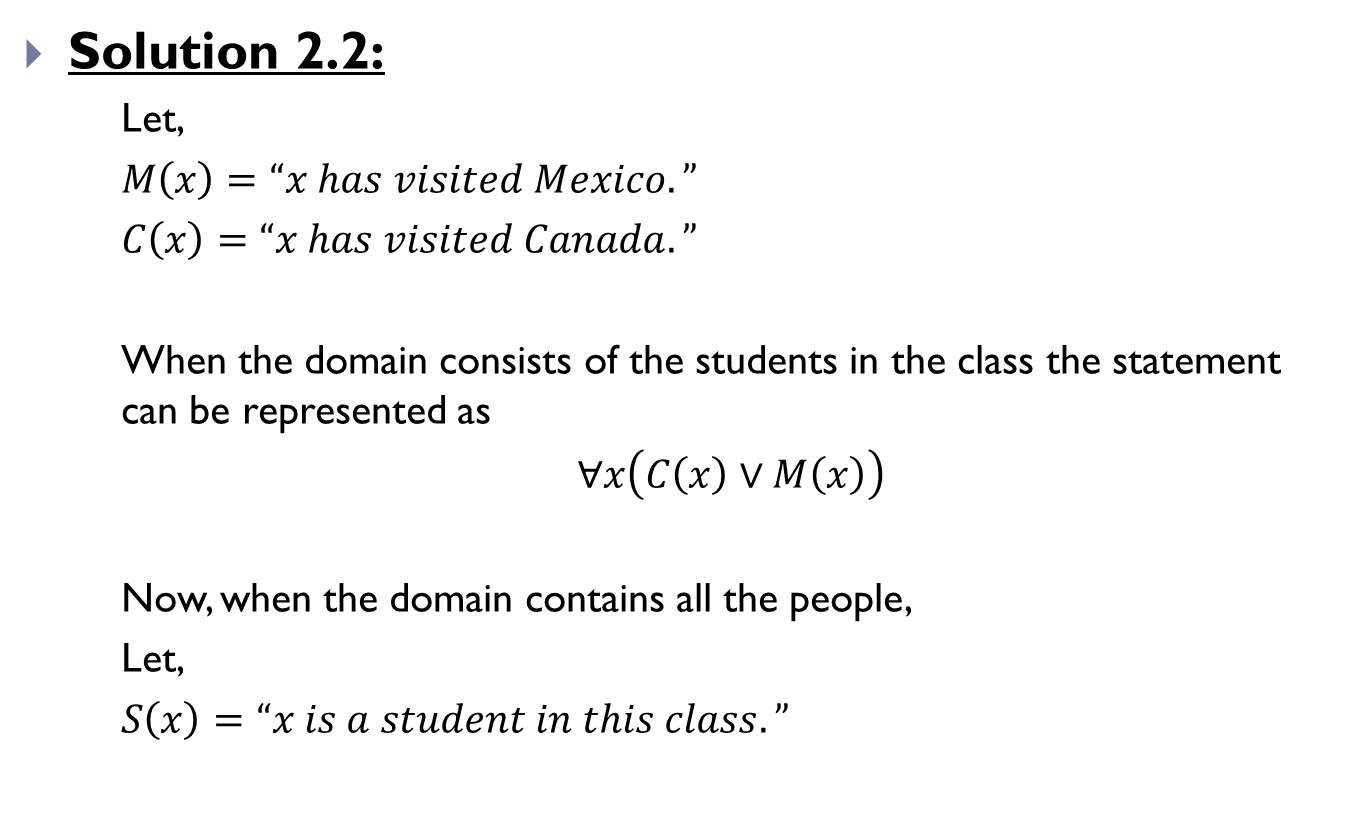 Solution 2.2:
Let,
M(x) = “x has visited Mexico.”
C(x) = “x has visited Canada.”
When the domain consists of the students in the class the statement
can be represented as
∀x(C(x) ∨ M(x))
Now, when the domain contains all the people,
Let,
S(x) = “x is a student in this class.”